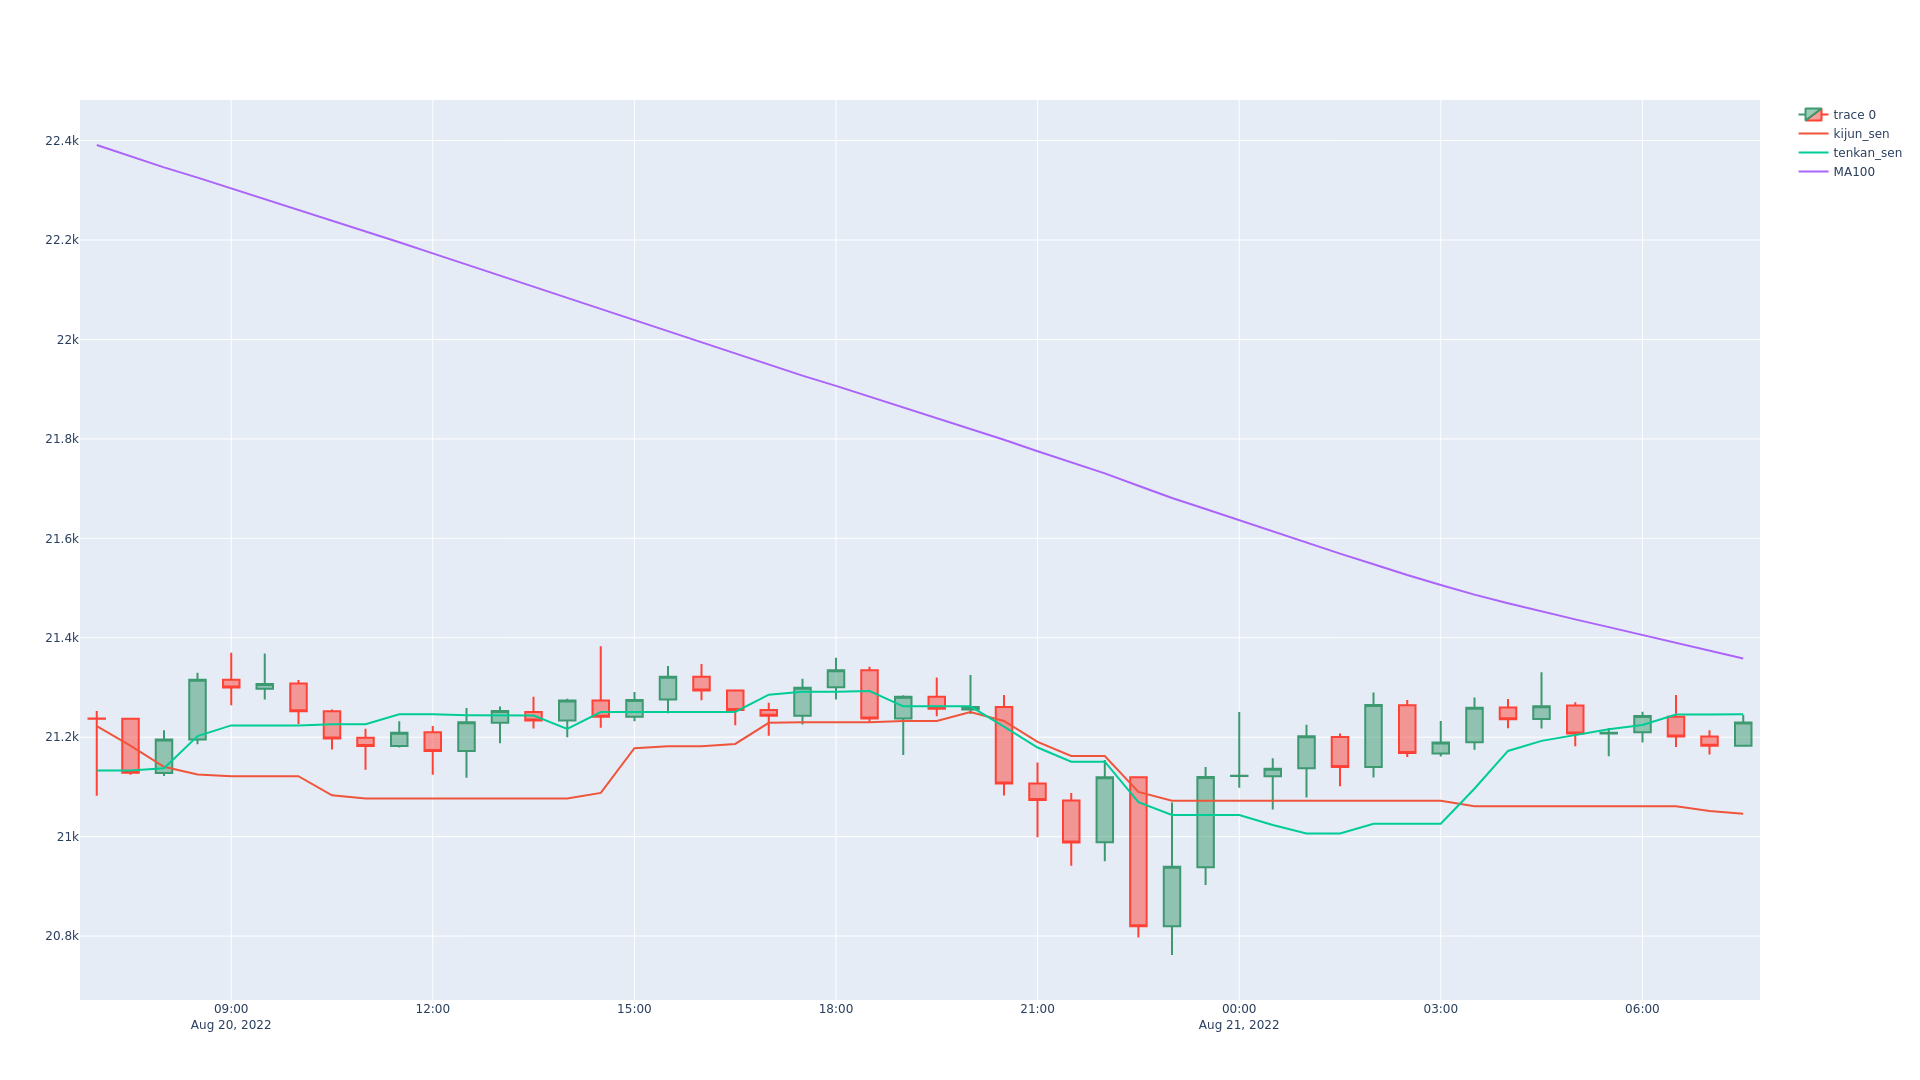 22.4k
22.2k
22k
21.8k
21.6k
21.4k
21.2k
21k
20.8k
09:00 12:00 15:00 18:00 21:00 00:00 03:00 06:00
Aug 20, 2022 Aug 21, 2022
trace 0
kijun_sen
tenkan_sen
MA100